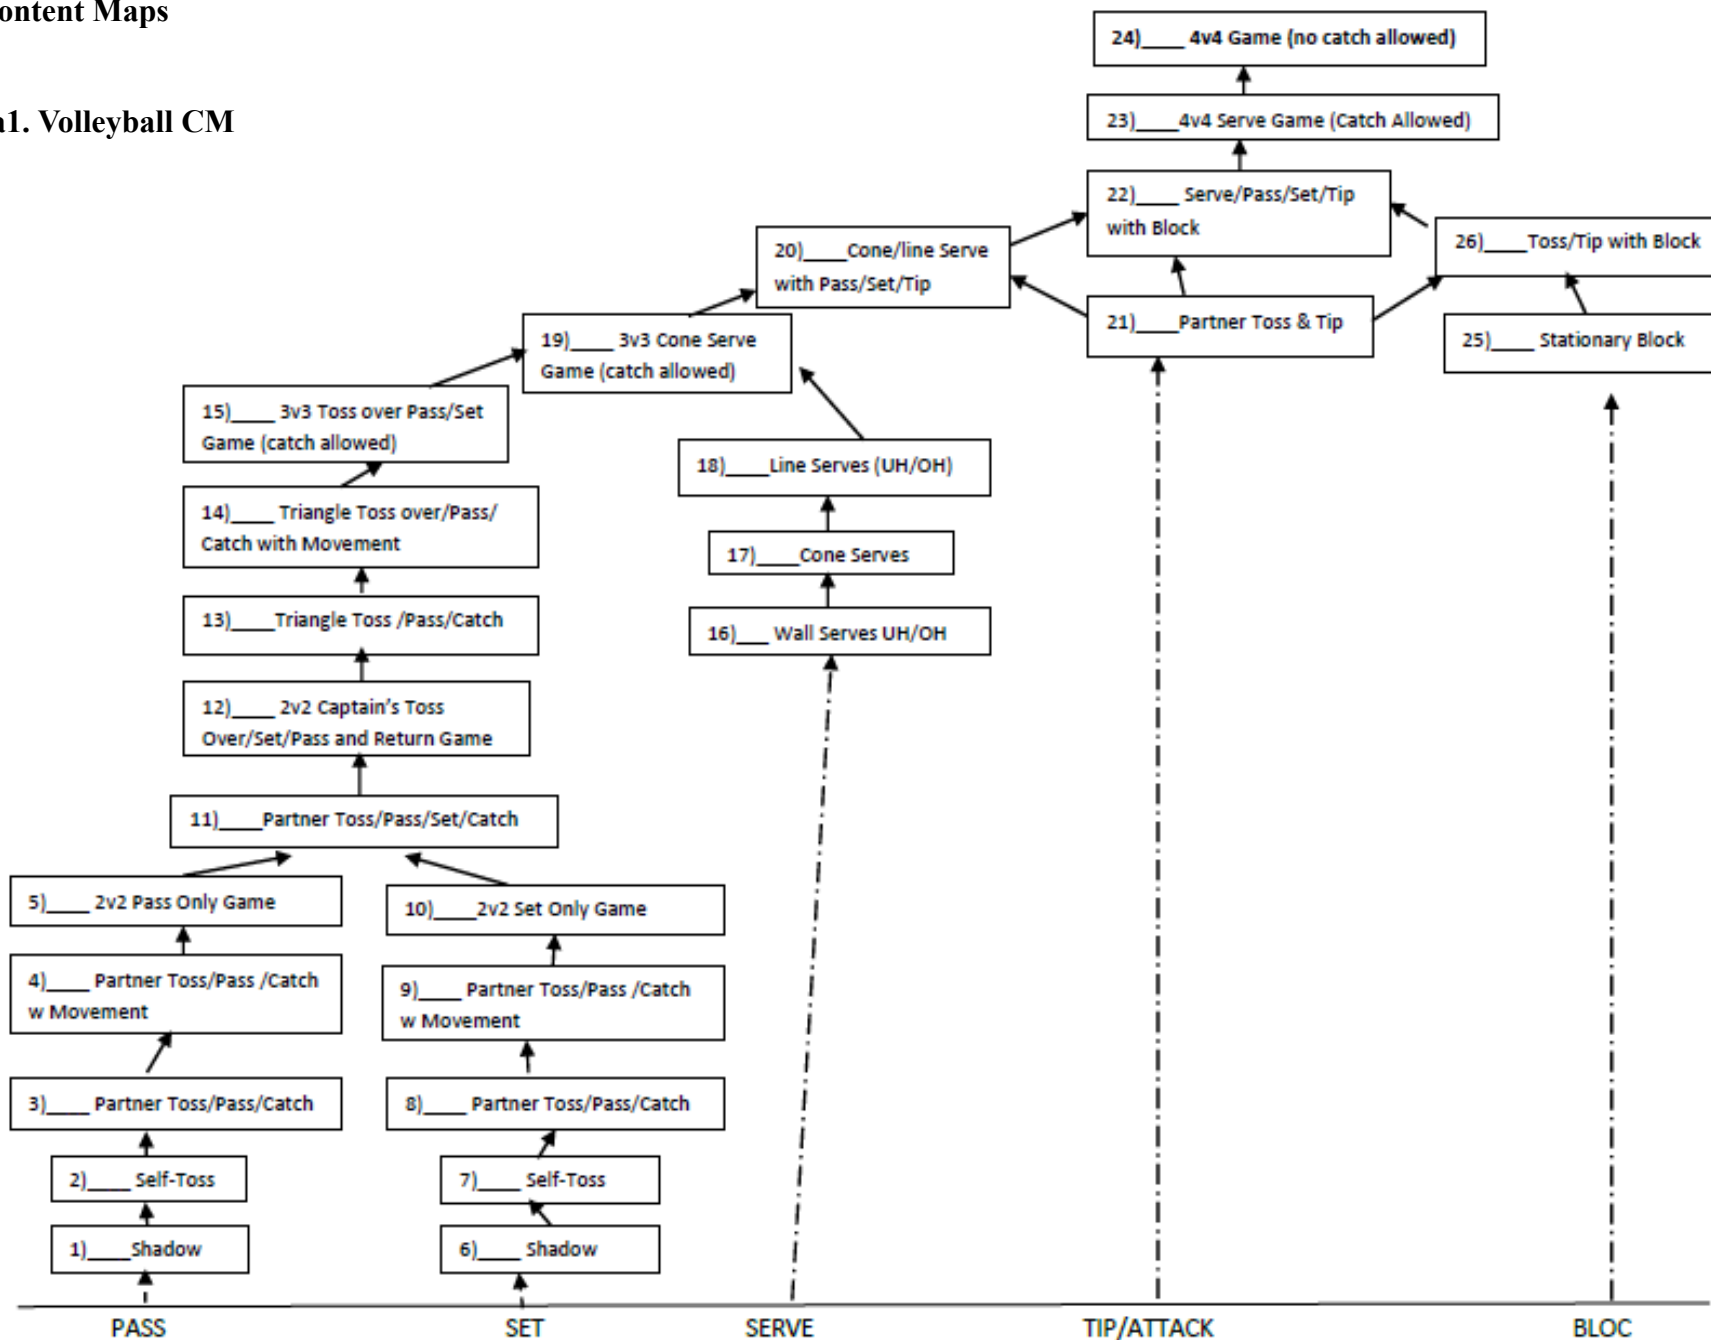 ontent Maps
a1. Volleyball CM
24)____ 4v4 Game (no catch allowed)
23)____4v4 Serve Game (Catch Allowed)
22)____ Serve/Pass/Set/Tip
with Block
26)____Toss/Tip with Block
20)____Cone/line Serve
with Pass/Set/Tip
21)____Partner Toss & Tip
25)____ Stationary Block
19)____ 3v3 Cone Serve
Game (catch allowed)
15)____ 3v3 Toss over Pass/Set
Game (catch allowed)
18)____Line Serves (UH/OH)
14)____ Triangle Toss over/Pass/
Catch with Movement
17)____Cone Serves
13)____Triangle Toss /Pass/Catch
16)___ Wall Serves UH/OH
12)____ 2v2 Captain's Toss
Over/Set/Pass and Return Game
11)____Partner Toss/Pass/Set/Catch
5)____ 2v2 Pass Only Game
10)____2v2 Set Only Game
4)____ Partner Toss/Pass /Catch
w Movement
9)____ Partner Toss/Pass /Catch
w Movement
3)____ Partner Toss/Pass/Catch
8)____ Partner Toss/Pass/Catch
2)____ Self-Toss
7)____ Self-Toss
1)____Shadow
6)____ Shadow
PASS
SET
SERVE
TIP/ATTACK
BLOC